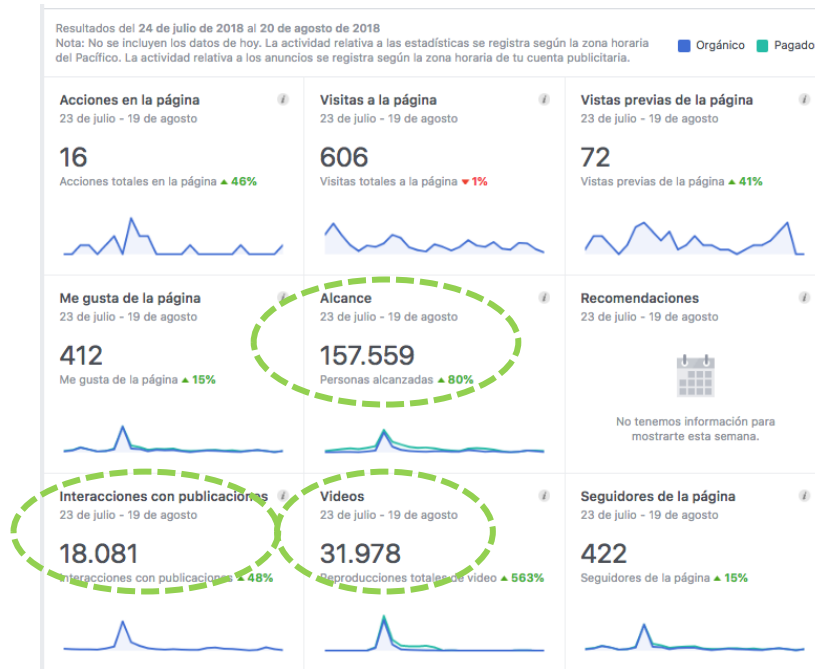 Resultados del 24 de julio de 2018 al 20 de agosto de 2018
Nota: No se incluyen los datos de hoy. La actividad relativa a las estadísticas se registra según la zona horaria
del Pacífico. La actividad relativa a los anuncios se registra según la zona horaria de tu cuenta publicitaria.
Orgánico Pagado
Acciones en la página
23 de julio - 19 de agosto
16
Acciones totales en la página ▲ 46%
Visitas a la página
23 de julio - 19 de agosto
606
Visitas totales a la página ▼ 1%
Vistas previas de la página
23 de julio - 19 de agosto
72
Vistas previas de la página ▲ 41%
Me gusta de la página
23 de julio - 19 de agosto
412
Me gusta de la página ▲ 15%
Alcance
23 de julio - 19 de agosto
157.559
Personas alcanzadas ▲ 80%
Recomendaciones
23 de julio - 19 de agosto
No tenemos información para
mostrarte esta semana.
Interacciones con publicaciones
23 de julio - 19 de agosto
18.081
Interacciones con publicaciones ▲ 48%
Videos
23 de julio - 19 de agosto
31.978
Reproducciones totales de video ▲ 563%
Seguidores de la página
23 de julio - 19 de agosto
422
Seguidores de la página ▲ 15%